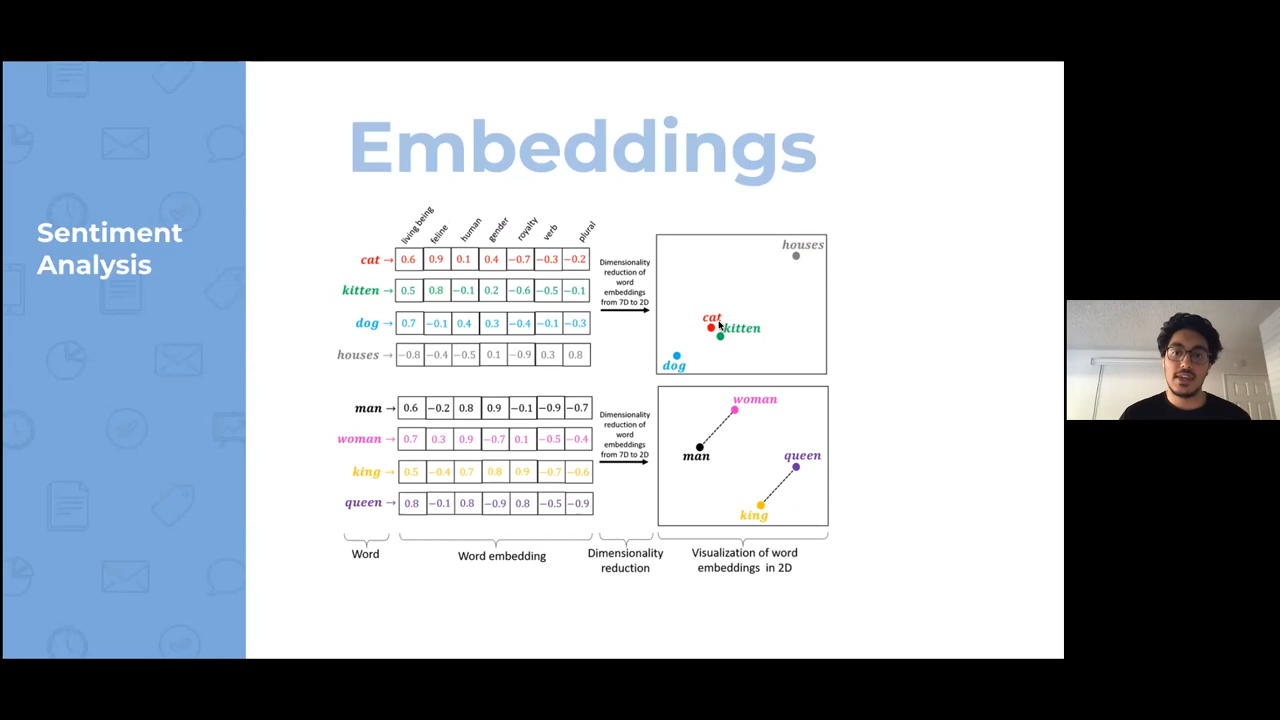 Embeddings
Sentiment
Analysis
living being
feline
human
gender
royalty
verb
plural
cat → 0.6 0.9 0.1 0.4 −0.7 −0.3 −0.2
kitten → 0.5 0.8 −0.1 0.2 −0.6 −0.5 −0.1
dog → 0.7 −0.1 0.4 0.3 −0.4 −0.1 −0.3
houses → −0.8 −0.4 −0.5 0.1 −0.9 0.3 0.8
Dimensionality
reduction of
word
embeddings
from 7D to 2D
houses
cat
kitten
dog
man → 0.6 −0.2 0.8 0.9 −0.1 −0.9 −0.7
woman → 0.7 0.3 0.9 −0.7 0.1 −0.5 −0.4
king → 0.5 −0.4 0.7 0.8 0.9 −0.7 −0.6
queen → 0.8 −0.1 0.8 −0.9 0.8 −0.5 −0.9
Dimensionality
reduction of
word
embeddings
from 7D to 2D
woman
man
queen
king
Word
Word embedding
Dimensionality
reduction
Visualization of word
embeddings in 2D